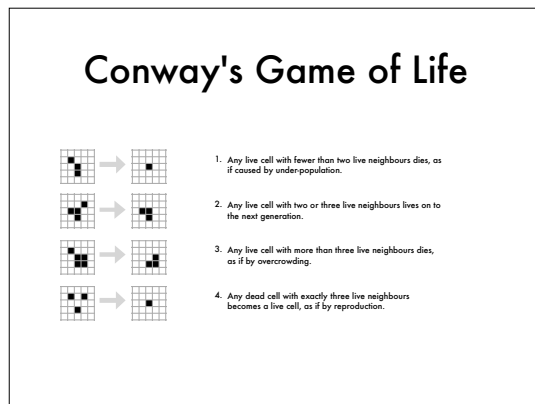 Conway's Game of Life
1. Any live cell with fewer than two live neighbours dies, as
if caused by under-population.
2. Any live cell with two or three live neighbours lives on to
the next generation.
3. Any live cell with more than three live neighbours dies,
as if by overcrowding.
4. Any dead cell with exactly three live neighbours
becomes a live cell, as if by reproduction.